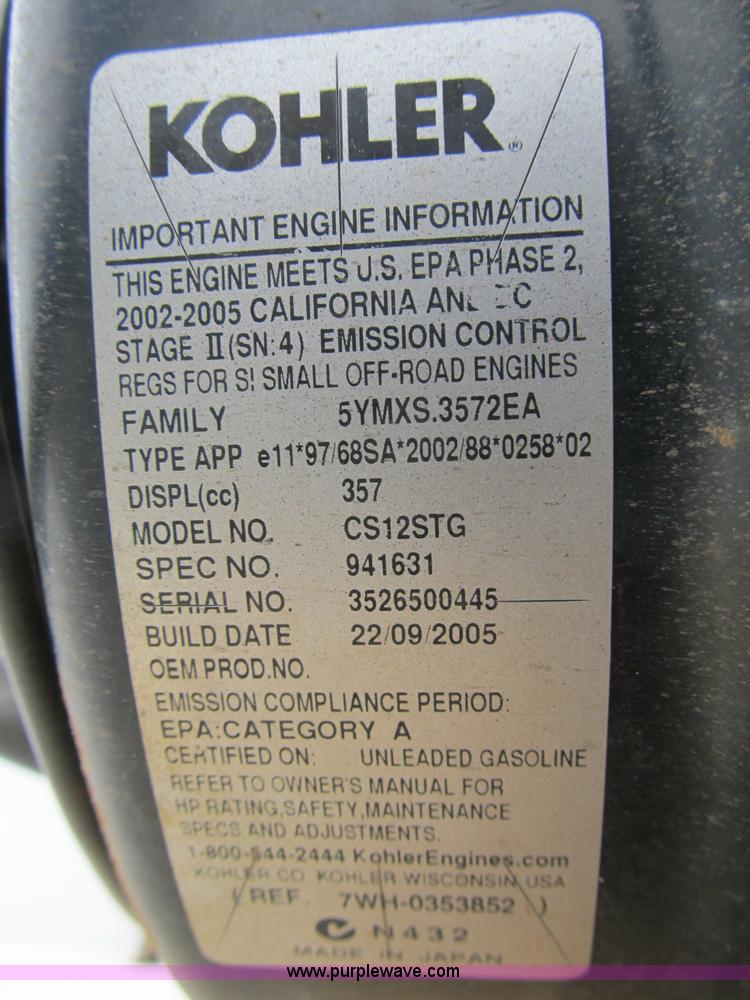 KOHLER®
IMPORTANT ENGINE INFORMATION
THIS ENGINE MEETS U.S. EPA PHASE 2,
2002-2005 CALIFORNIA AND EC
STAGE II (SN:4) EMISSION CONTROL
REGS FOR SI SMALL OFF-ROAD ENGINES
FAMILY 5YMXS.3572EA
TYPE APP e11*97/68SA*2002/88*0258*02
DISPL(cc) 357
MODEL NO. CS12STG
SPEC NO. 941631
SERIAL NO. 3526500445
BUILD DATE 22/09/2005
OEM PROD.NO.
EMISSION COMPLIANCE PERIOD:
EPA:CATEGORY A
CERTIFIED ON: UNLEADED GASOLINE
REFER TO OWNER'S MANUAL FOR
HP RATING,SAFETY,MAINTENANCE
SPECS AND ADJUSTMENTS.
1-800-544-2444 KohlerEngines.com
KOHLER CO. KOHLER WISCONSIN USA
(REF. 7WH-0353852 )
N432
MADE IN JAPAN
www.purplewave.com